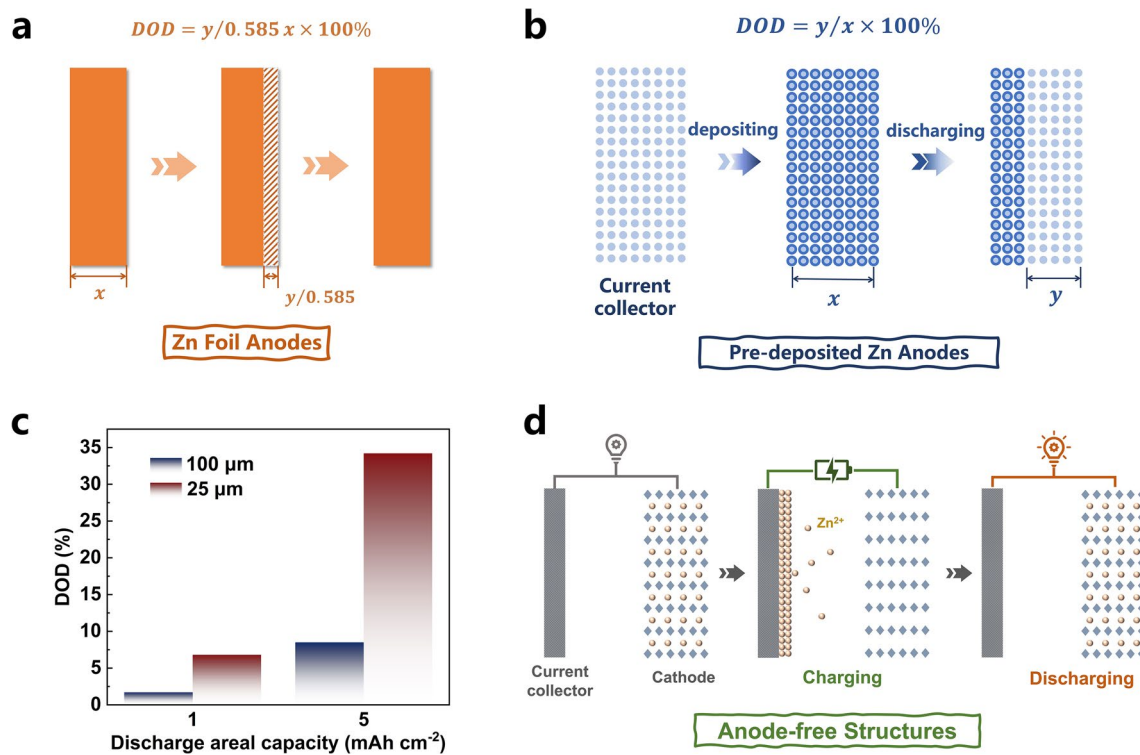 a
DOD = y/0.585 x × 100%
x
y/0.585
Zn Foil Anodes
b
DOD = y/x × 100%
depositing
discharging
Current
collector
x
y
Pre-deposited Zn Anodes
c
DOD (%)
35
30
25
20
15
10
5
0
100 μm
25 μm
1
5
Discharge areal capacity (mAh cm⁻²)
d
Zn²⁺
Current
collector
Cathode
Charging
Discharging
Anode-free Structures